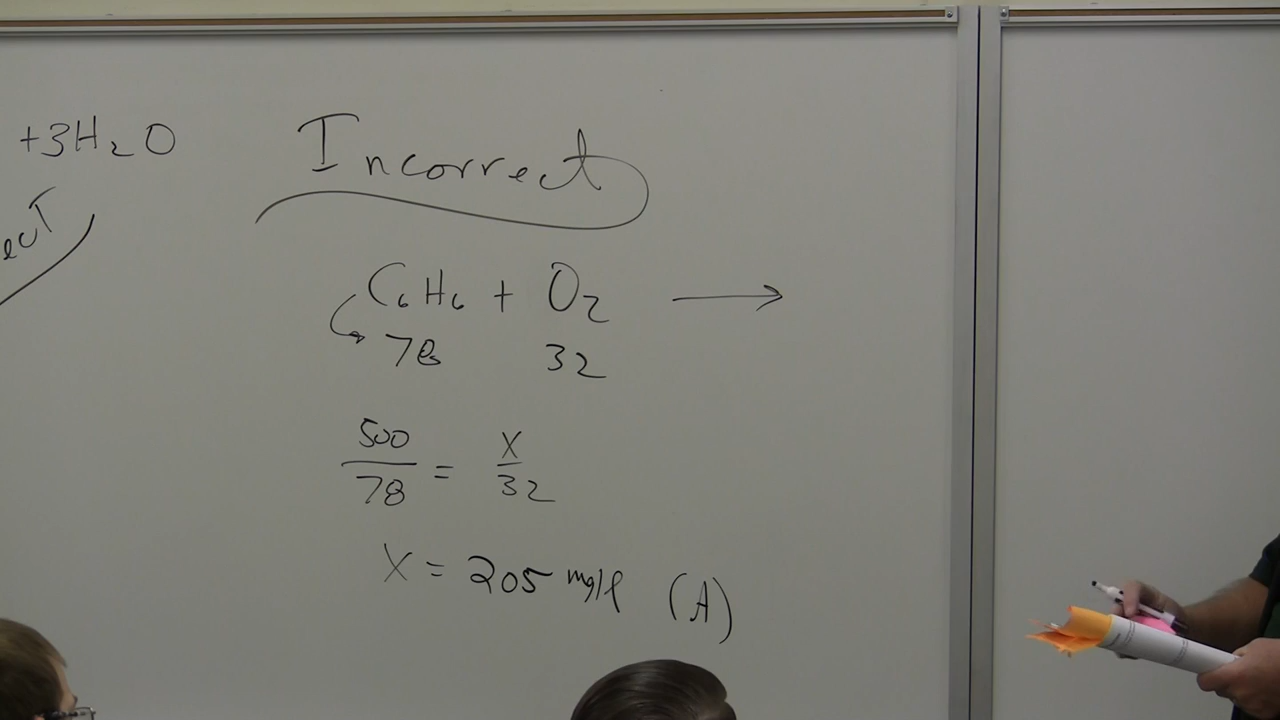 +3H₂O
Incorrect
C₆H₆ + O₂ →
78 32
500/78 = X/32
X = 205 mg/l (A)